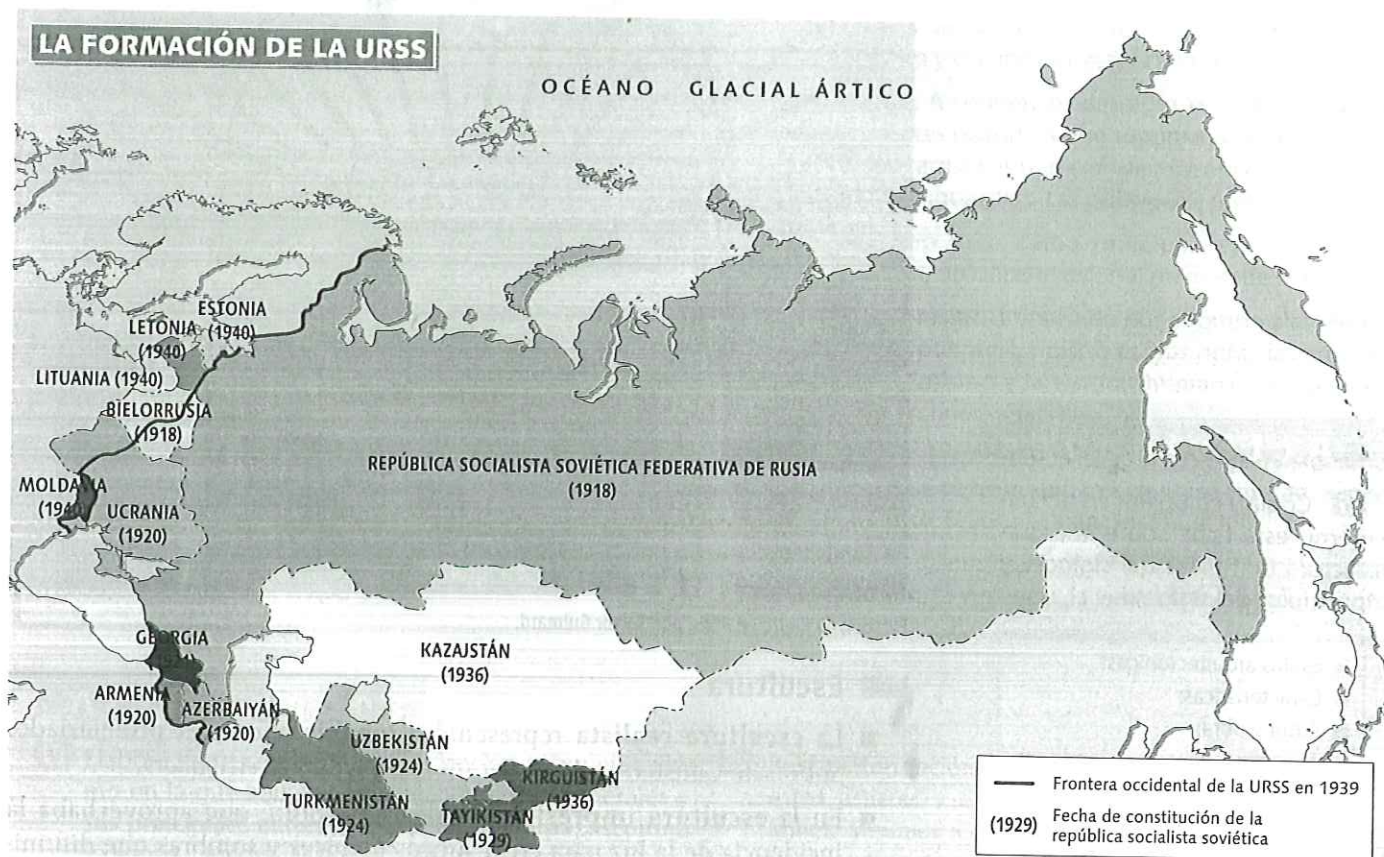 LA FORMACIÓN DE LA URSS
OCÉANO GLACIAL ÁRTICO
ESTONIA
(1940)
LETONIA
(1940)
LITUANIA (1940)
BIELORRUSIA
(1918)
REPÚBLICA SOCIALISTA SOVIÉTICA FEDERATIVA DE RUSIA
(1918)
MOLDAVIA
(1940)
UCRANIA
(1920)
GEORGIA
KAZAJSTÁN
(1936)
ARMENIA
(1920)
AZERBAIYÁN
(1920)
UZBEKISTÁN
(1924)
KIRGUISTÁN
(1936)
TURKMENISTÁN
(1924)
TAYIKISTÁN
(1929)
Frontera occidental de la URSS en 1939
(1929) Fecha de constitución de la
república socialista soviética